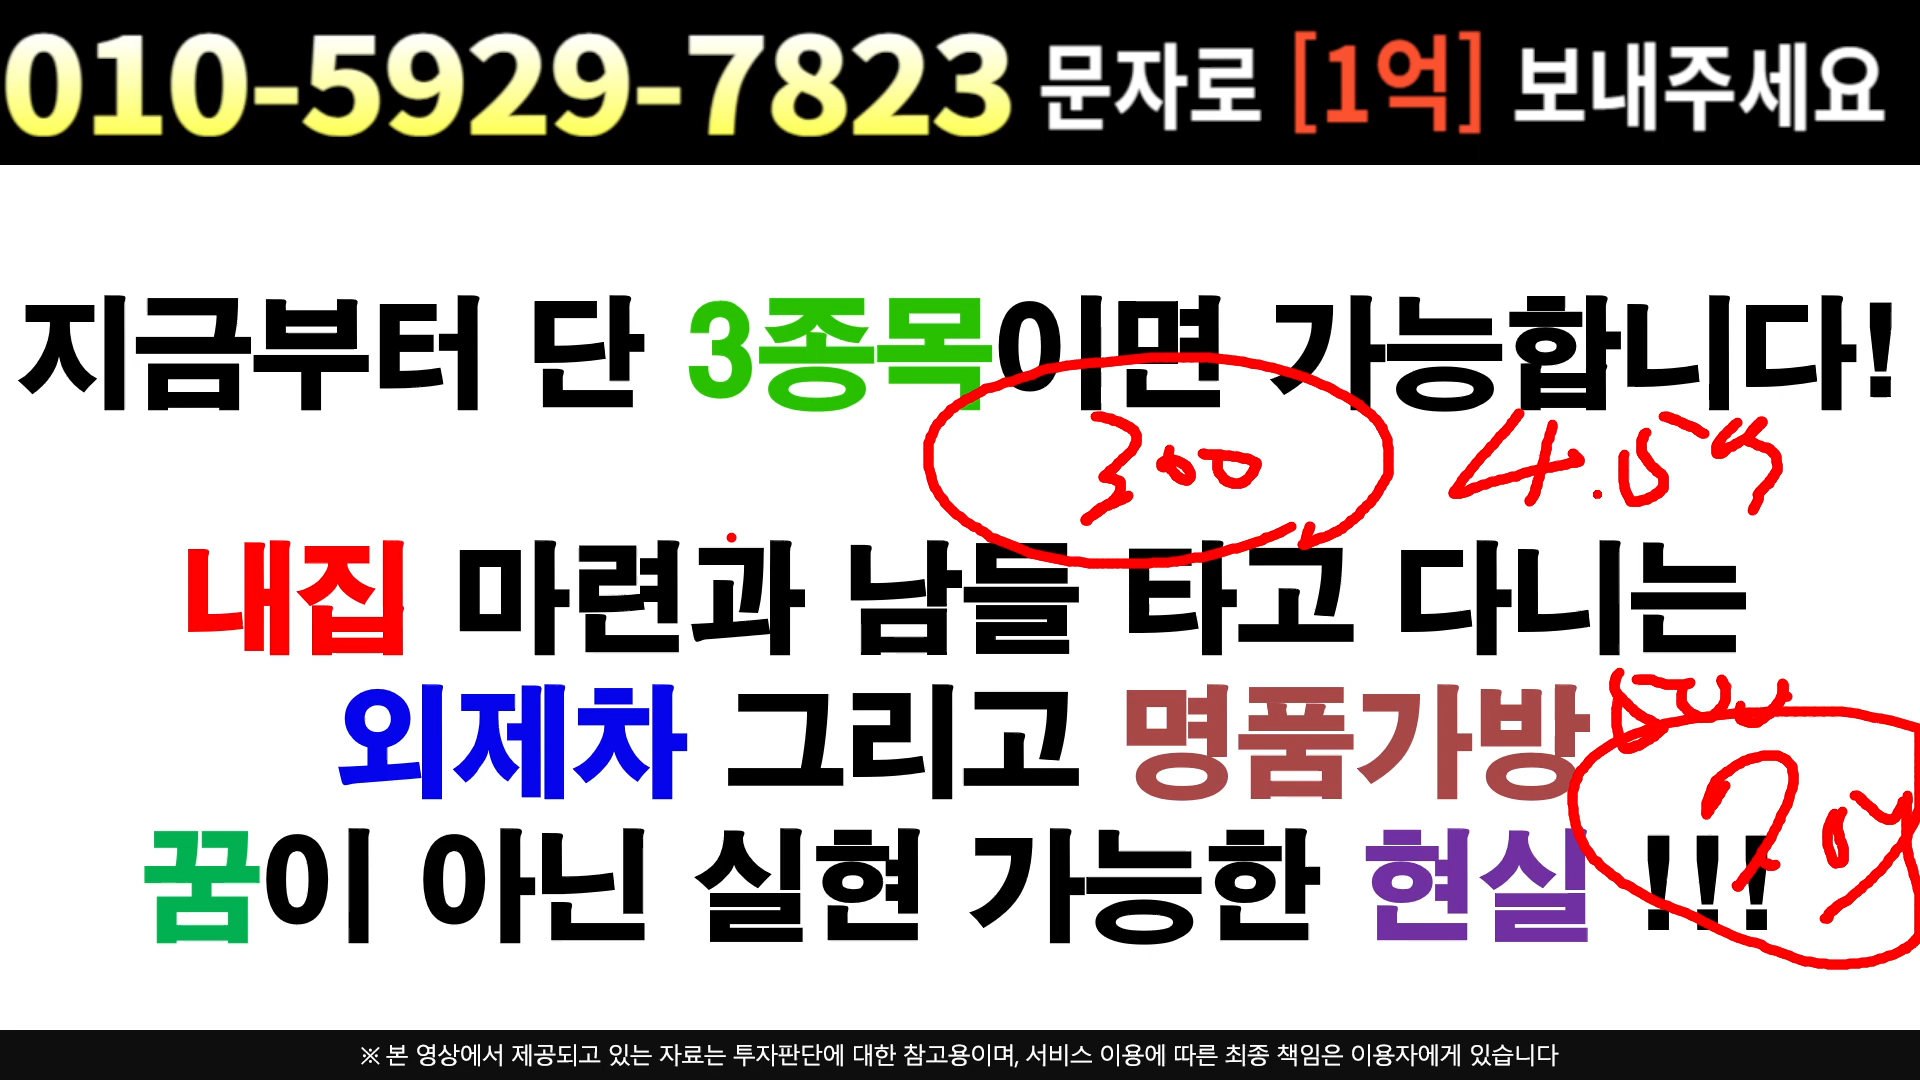 010-5929-7823 문자로 [1억] 보내주세요
지금부터 단 3종목이면 가능합니다!
300
4.5억
내집 마련과 남들 타고 다니는
외제차 그리고 명품가방
500
꿈이 아닌 실현 가능한 현실 !!!
※ 본 영상에서 제공되고 있는 자료는 투자판단에 대한 참고용이며, 서비스 이용에 따른 최종 책임은 이용자에게 있습니다